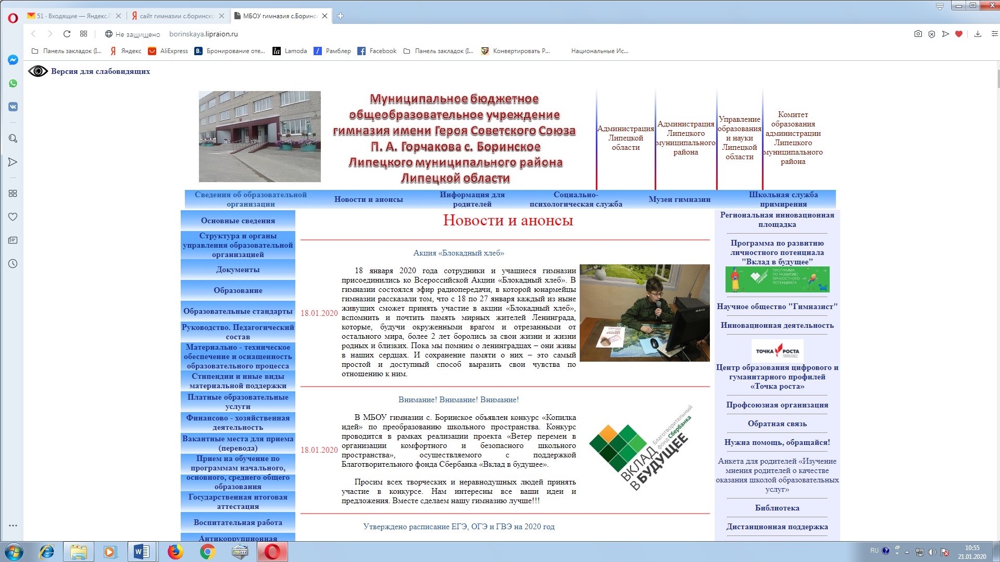 51 · Входящие — Яндекс.П
сайт гимназии с.боринско
МБОУ гимназия с.Боринск
Не защищено
borinskaya.lipraion.ru
Панель закладок (I...
Яндекс
AliExpress
B.
Бронирование оте...
la
Lamoda
Рамблер
Facebook
Панель закладок (I...
Конвертировать Р...
Национальные Ис...
Версия для слабовидящих
Муниципальное бюджетное
общеобразовательное учреждение
гимназия имени Героя Советского Союза
П. А. Горчакова с. Боринское
Липецкого муниципального района
Липецкой области
Администрация
Липецкой
области
Администрация
Липецкого
муниципального
района
Управление
образования
и науки
Липецкой
области
Комитет
образования
администрации
Липецкого
муниципального
района
Сведения об образовательной
организации
Новости и анонсы
Информация для
родителей
Социально-
психологическая служба
Музеи гимназии
Школьная служба
примирения
Основные сведения
Структура и органы
управления образовательной
организацией
Документы
Образование
Образовательные стандарты
Руководство. Педагогический
состав
Материально - техническое
обеспечение и оснащенность
образовательного процесса
Стипендии и иные виды
материальной поддержки
Платные образовательные
услуги
Финансово - хозяйственная
деятельность
Вакантные места для приема
(перевода)
Прием на обучение по
программам начального,
основного, среднего общего
образования
Государственная итоговая
аттестация
Воспитательная работа
Антикоррупционная
Новости и анонсы
Акция «Блокадный хлеб»
18.01.2020
18 января 2020 года сотрудники и учащиеся гимназии
присоединились ко Всероссийской Акции «Блокадный хлеб». В
гимназии состоялся эфир радиопередачи, в которой юнармейцы
гимназии рассказали том, что с 18 по 27 января каждый из ныне
живущих сможет принять участие в акции «Блокадный хлеб»,
вспомнить и почтить память мирных жителей Ленинграда,
которые, будучи окруженными врагом и отрезанными от
остального мира, более 2 лет боролись за свои жизни и жизни
родных и близких. Пока мы помним о ленинградцах – они живы
в наших сердцах. И сохранение памяти о них – это самый
простой и доступный способ выразить свои чувства по
отношению к ним.
Внимание! Внимание! Внимание!
18.01.2020
В МБОУ гимназии с. Боринское объявлен конкурс «Копилка
идей» по преобразованию школьного пространства. Конкурс
проводится в рамках реализации проекта «Ветер перемен в
организации комфортного и безопасного школьного
пространства», осуществляемого с поддержкой
Благотворительного фонда Сбербанка «Вклад в будущее».
Просим всех творческих и неравнодушных людей принять
участие в конкурсе. Нам интересны все ваши идеи и
предложения. Вместе сделаем нашу гимназию лучше!!!
Благотворительный
фонд Сбербанка
ВКЛАД
В БУДУЩЕЕ
Утверждено расписание ЕГЭ, ОГЭ и ГВЭ на 2020 год
Региональная инновационная
площадка
Программа по развитию
личностного потенциала
"Вклад в будущее"
ПРОГРАММА
ПО РАЗВИТИЮ
ЛИЧНОСТНОГО
ПОТЕНЦИАЛА
Научное общество "Гимназист"
Инновационная деятельность
ТОЧКА РОСТА
Центр образования цифрового и
гуманитарного профилей
«Точка роста»
Профсоюзная организация
Обратная связь
Нужна помощь, обращайся!
Анкета для родителей «Изучение
мнения родителей о качестве
оказания школой образовательных
услуг»
Библиотека
Дистанционная поддержка
RU
10:55
21.01.2020